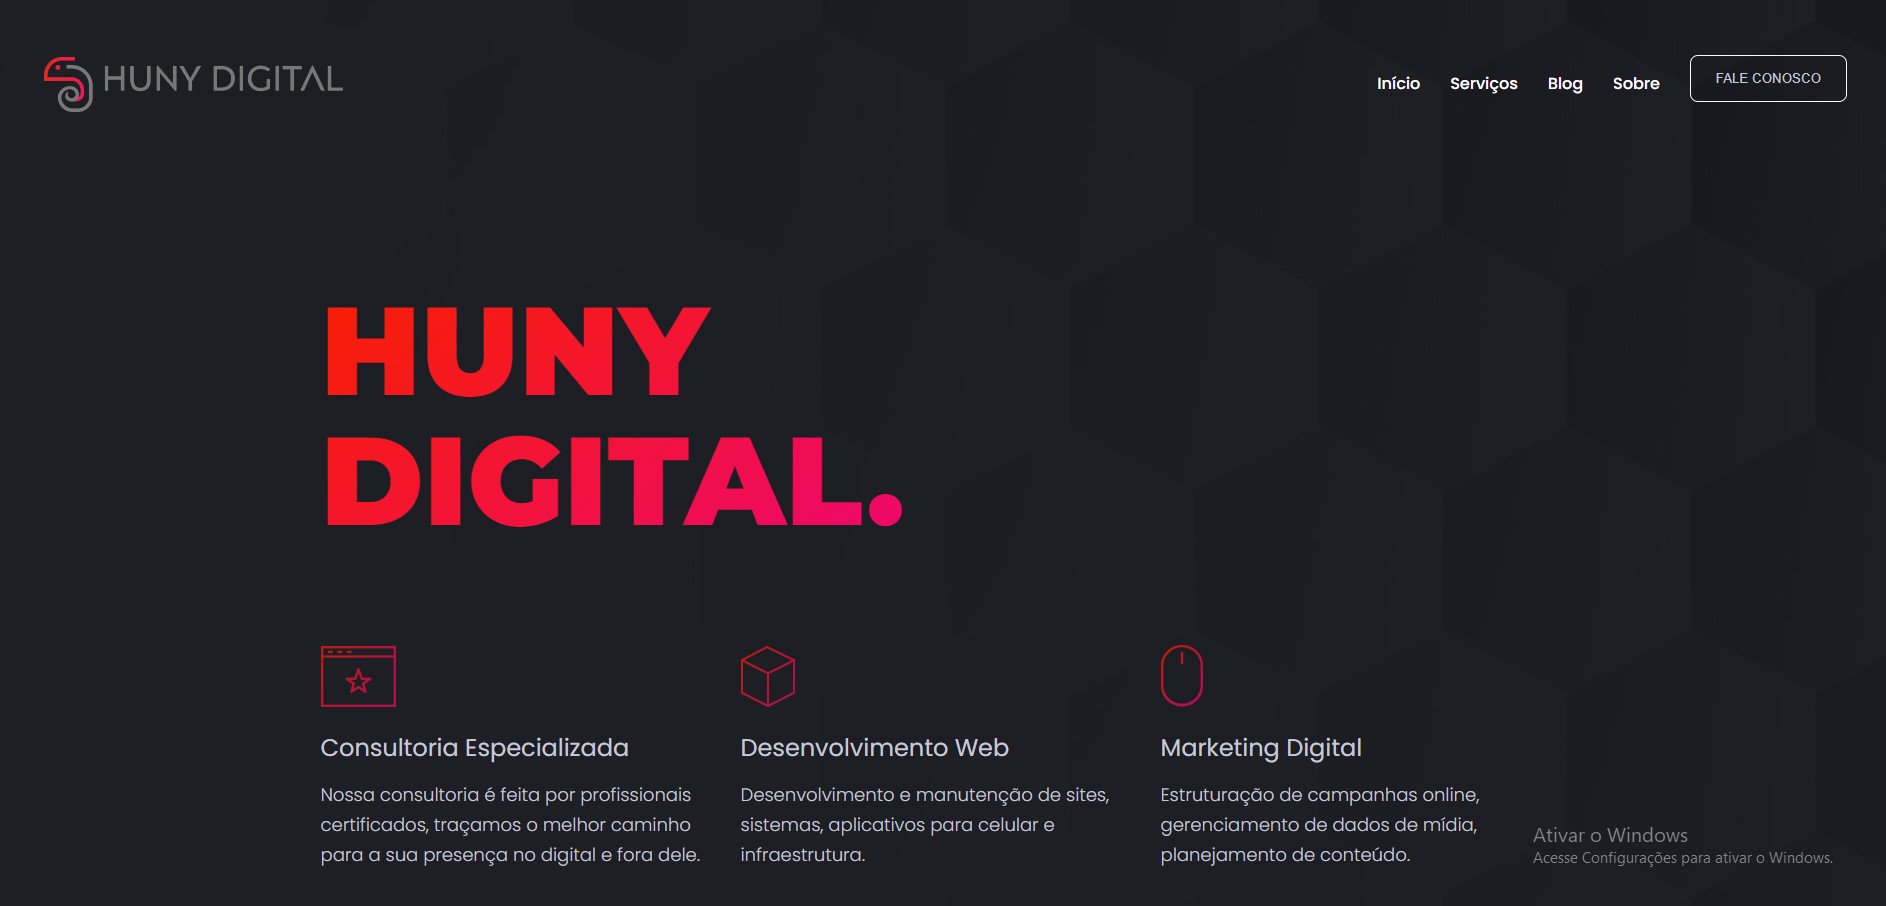 HUNY DIGITAL
Início Serviços Blog Sobre FALE CONOSCO
HUNY
DIGITAL.
Consultoria Especializada
Nossa consultoria é feita por profissionais
certificados, traçamos o melhor caminho
para a sua presença no digital e fora dele.
Desenvolvimento Web
Desenvolvimento e manutenção de sites,
sistemas, aplicativos para celular e
infraestrutura.
Marketing Digital
Estruturação de campanhas online,
gerenciamento de dados de mídia,
planejamento de conteúdo.
Ativar o Windows
Acesse Configurações para ativar o Windows.